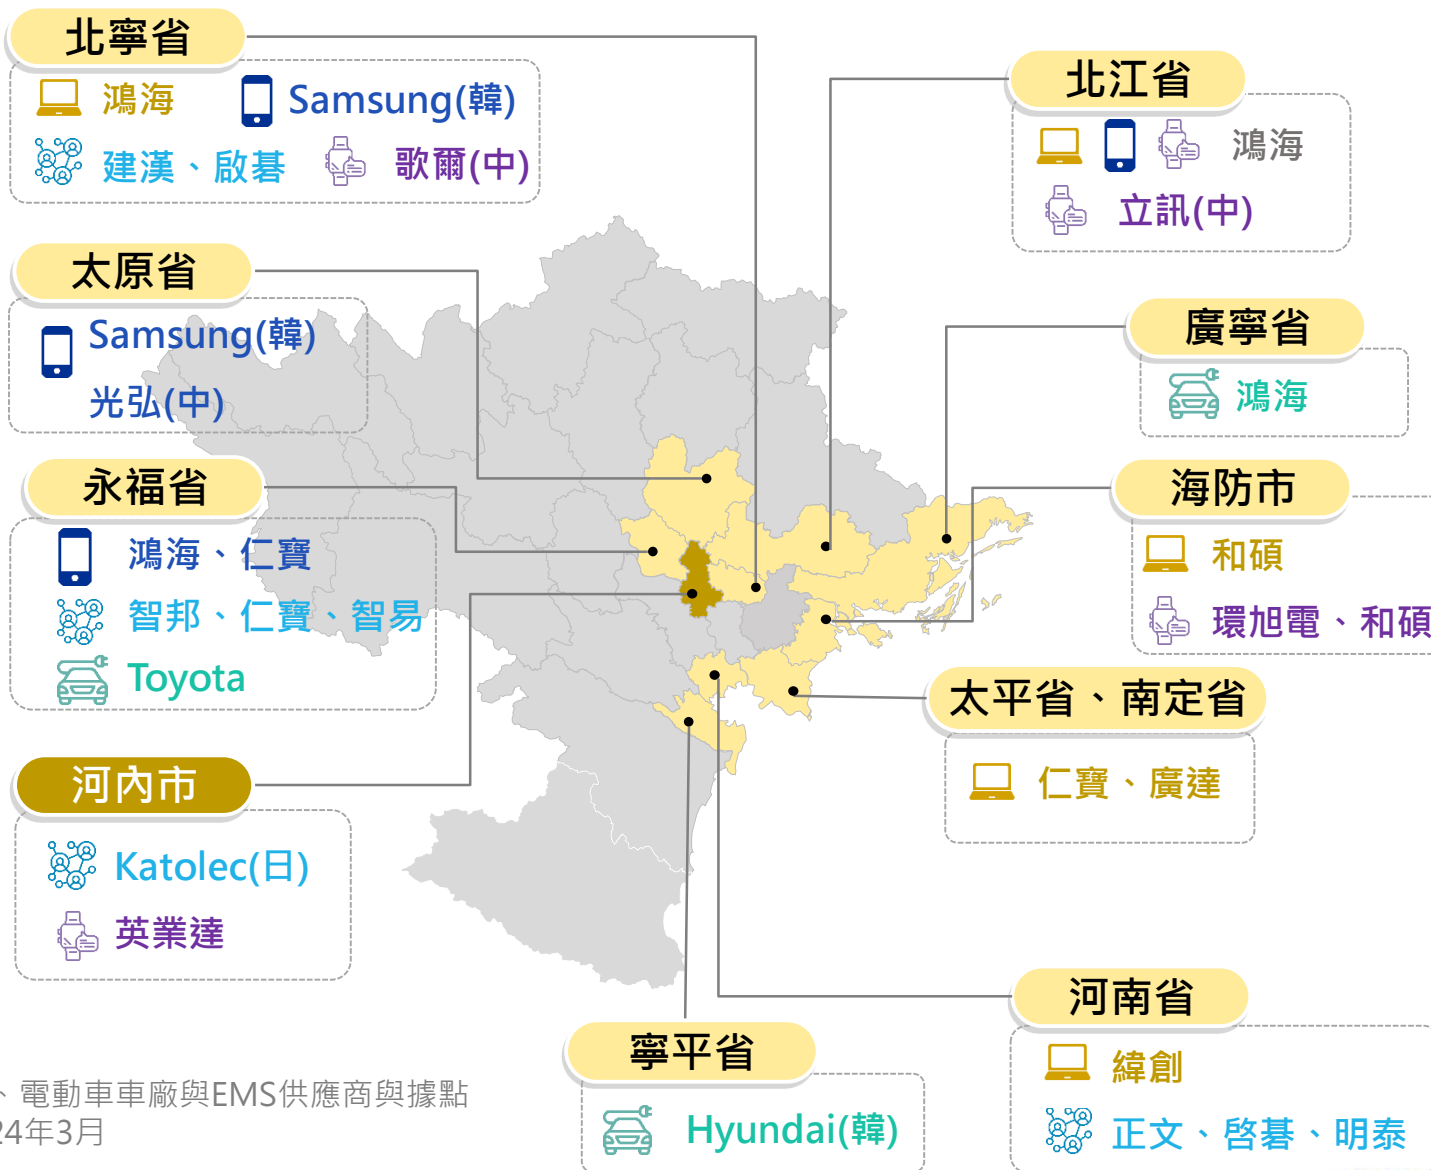 北寧省
鴻海
Samsung(韓)
建漢、啟碁
歌爾(中)
太原省
Samsung(韓)
光弘(中)
永福省
鴻海、仁寶
智邦、仁寶、智易
Toyota
河內市
Katolec(日)
英業達
北江省
鴻海
立訊(中)
廣寧省
鴻海
海防市
和碩
環旭電、和碩
太平省、南定省
仁寶、廣達
河南省
緯創
正文、啓碁、明泰
寧平省
Hyundai(韓)
、電動車車廠與EMS供應商與據點
24年3月